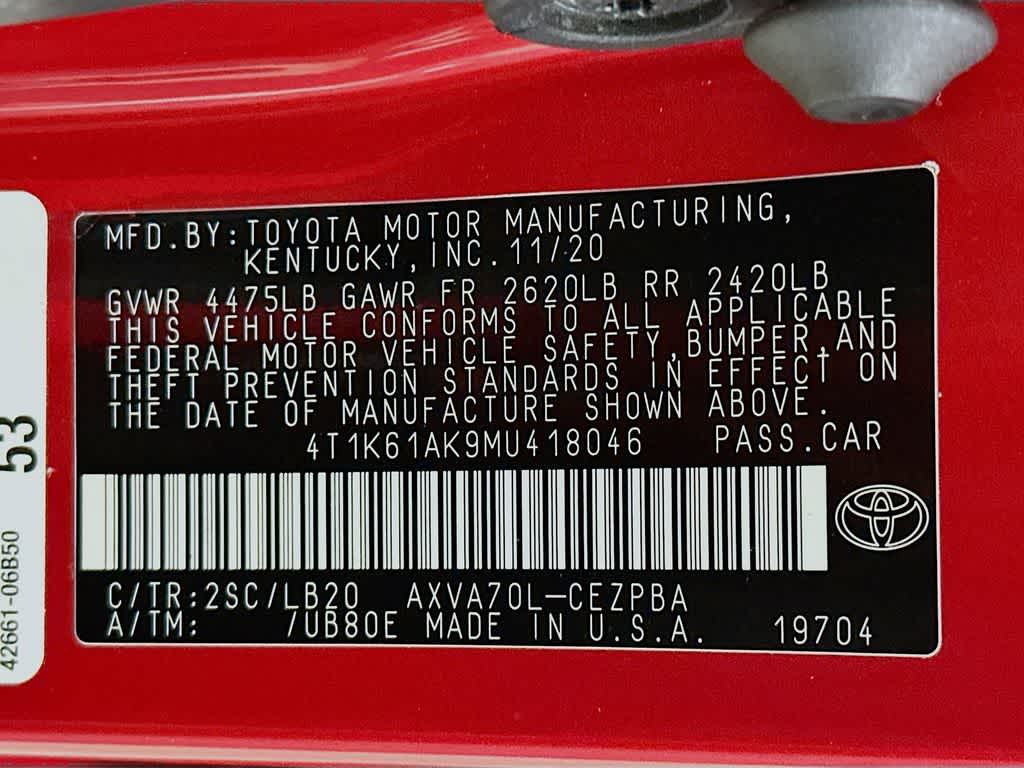 MFD.BY:TOYOTA MOTOR MANUFACTURING,
KENTUCKY,INC.11/20
GVWR 4475LB GAWR FR 2620LB RR 2420LB
THIS VEHICLE CONFORMS TO ALL APPLICABLE
FEDERAL MOTOR VEHICLE SAFETY,BUMPER,AND
THEFT PREVENTION STANDARDS IN EFFECT ON
THE DATE OF MANUFACTURE SHOWN ABOVE.
4T1K61AK9MU418046 PASS.CAR
C/TR:2SC/LB20 AXVA70L-CEZPBA
A/TM: /UB80E MADE IN U.S.A. 19704
53
42661-06B50